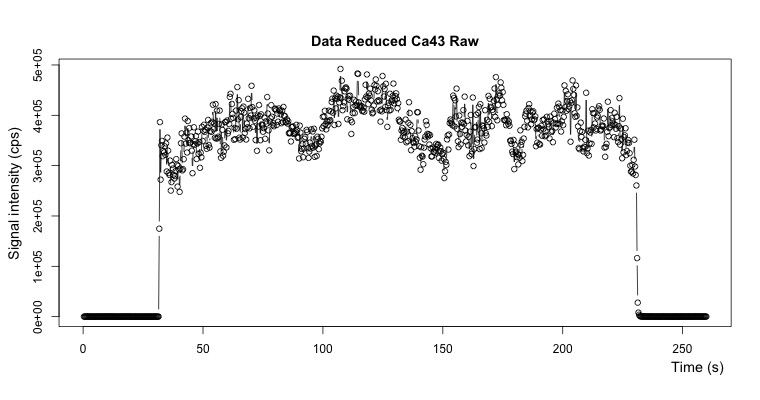 Data Reduced Ca43 Raw
Signal intensity (cps)
5e+05
4e+05
3e+05
2e+05
1e+05
0e+00
0 50 100 150 200 250
Time (s)